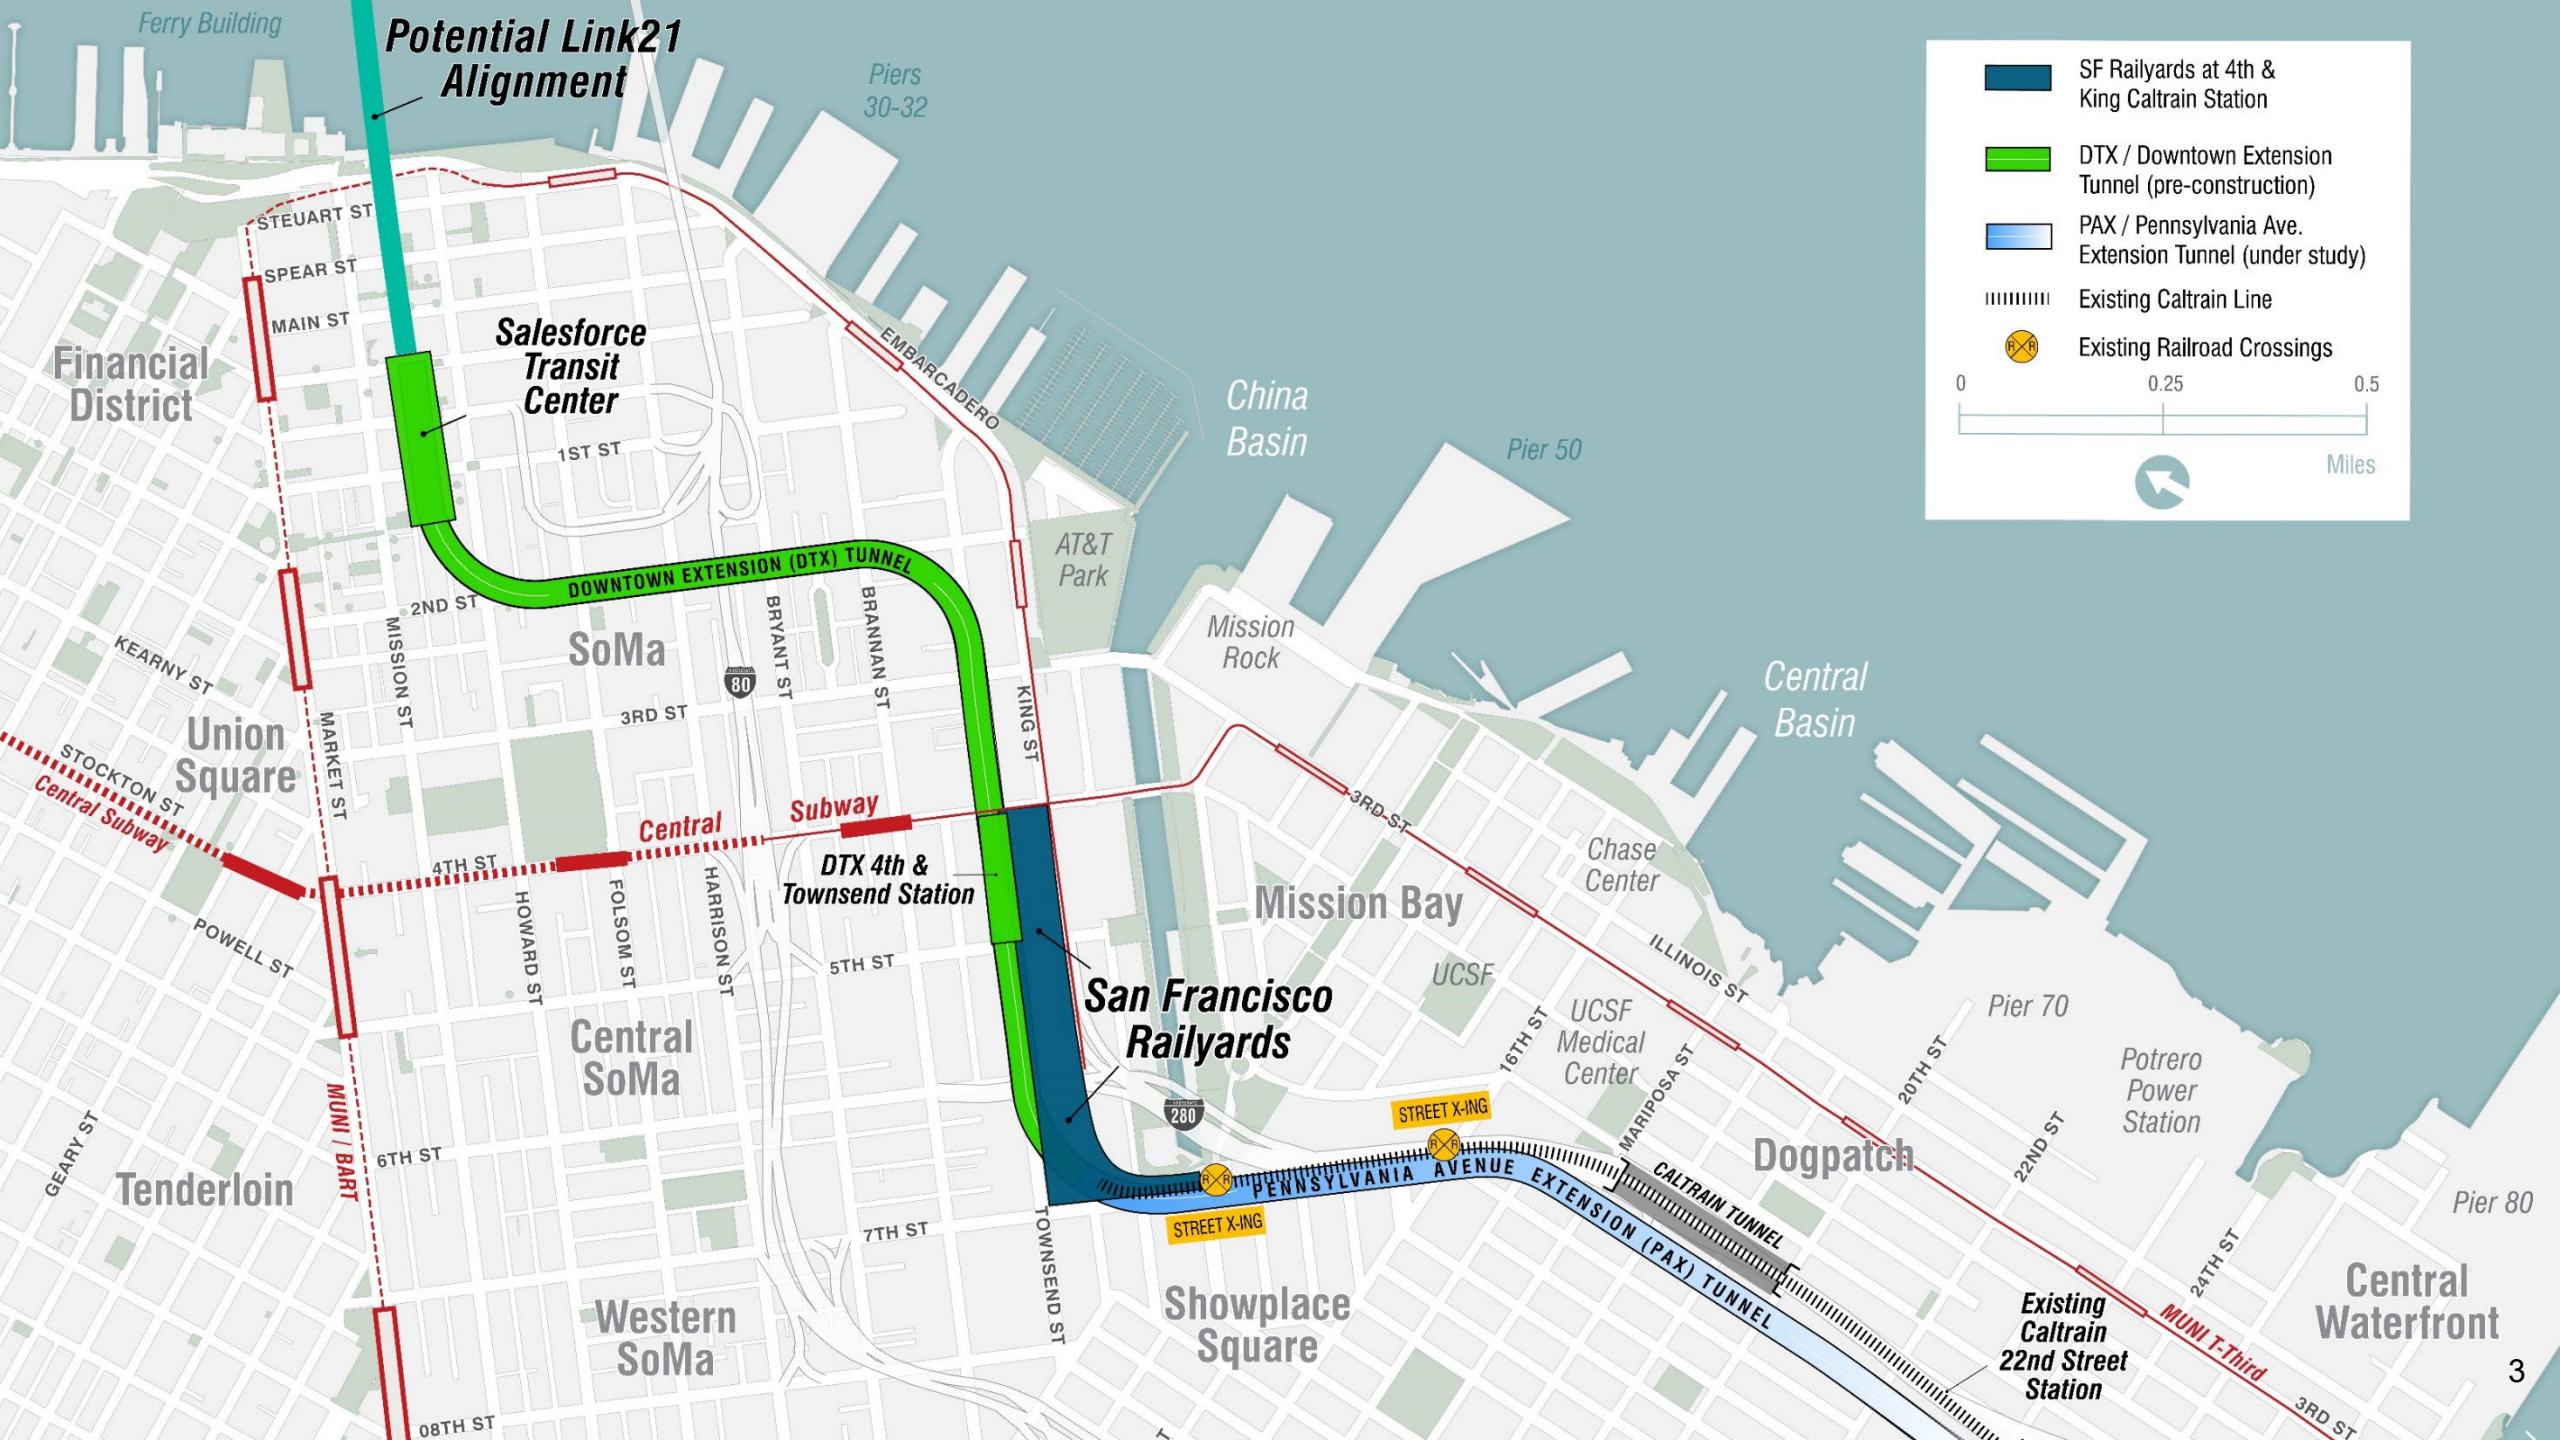 Ferry Building
Potential Link21
Alignment
Piers
30-32
SF Railyards at 4th &
King Caltrain Station
DTX / Downtown Extension
Tunnel (pre-construction)
PAX / Pennsylvania Ave.
Extension Tunnel (under study)
Existing Caltrain Line
R R
Existing Railroad Crossings
0 0.25 0.5
Miles
STEUART ST
SPEAR ST
MAIN ST
Financial
District
Salesforce
Transit
Center
1ST ST
EMBARCADERO
China
Basin
Pier 50
AT&T
Park
DOWNTOWN EXTENSION (DTX) TUNNEL
2ND ST
MISSION ST
SoMa
80
BRYANT ST
BRANNAN ST
Mission
Rock
KEARNY ST
3RD ST
KING ST
Central
Basin
Union
Square
MARKET ST
STOCKTON ST
Central Subway
Central Subway
3RD ST
4TH ST
DTX 4th &
Townsend Station
Chase
Center
Mission Bay
HOWARD ST
FOLSOM ST
HARRISON ST
POWELL ST
5TH ST
UCSF
ILLINOIS ST
San Francisco
Railyards
Pier 70
Central
SoMa
16TH ST
UCSF
Medical
Center
MARIPOSA ST
20TH ST
Potrero
Power
Station
MUNI / BART
280
STREET X-ING
R R
GEARY ST
6TH ST
Tenderloin
Dogpatch
22ND ST
CALTRAIN TUNNEL
R R
PENNSYLVANIA AVENUE EXTENSION (PAX) TUNNEL
STREET X-ING
Pier 80
7TH ST
TOWNSEND ST
24TH ST
Western
SoMa
Showplace
Square
Existing
Caltrain
22nd Street
Station
MUNI T-Third
Central
Waterfront
3
3RD ST
08TH ST